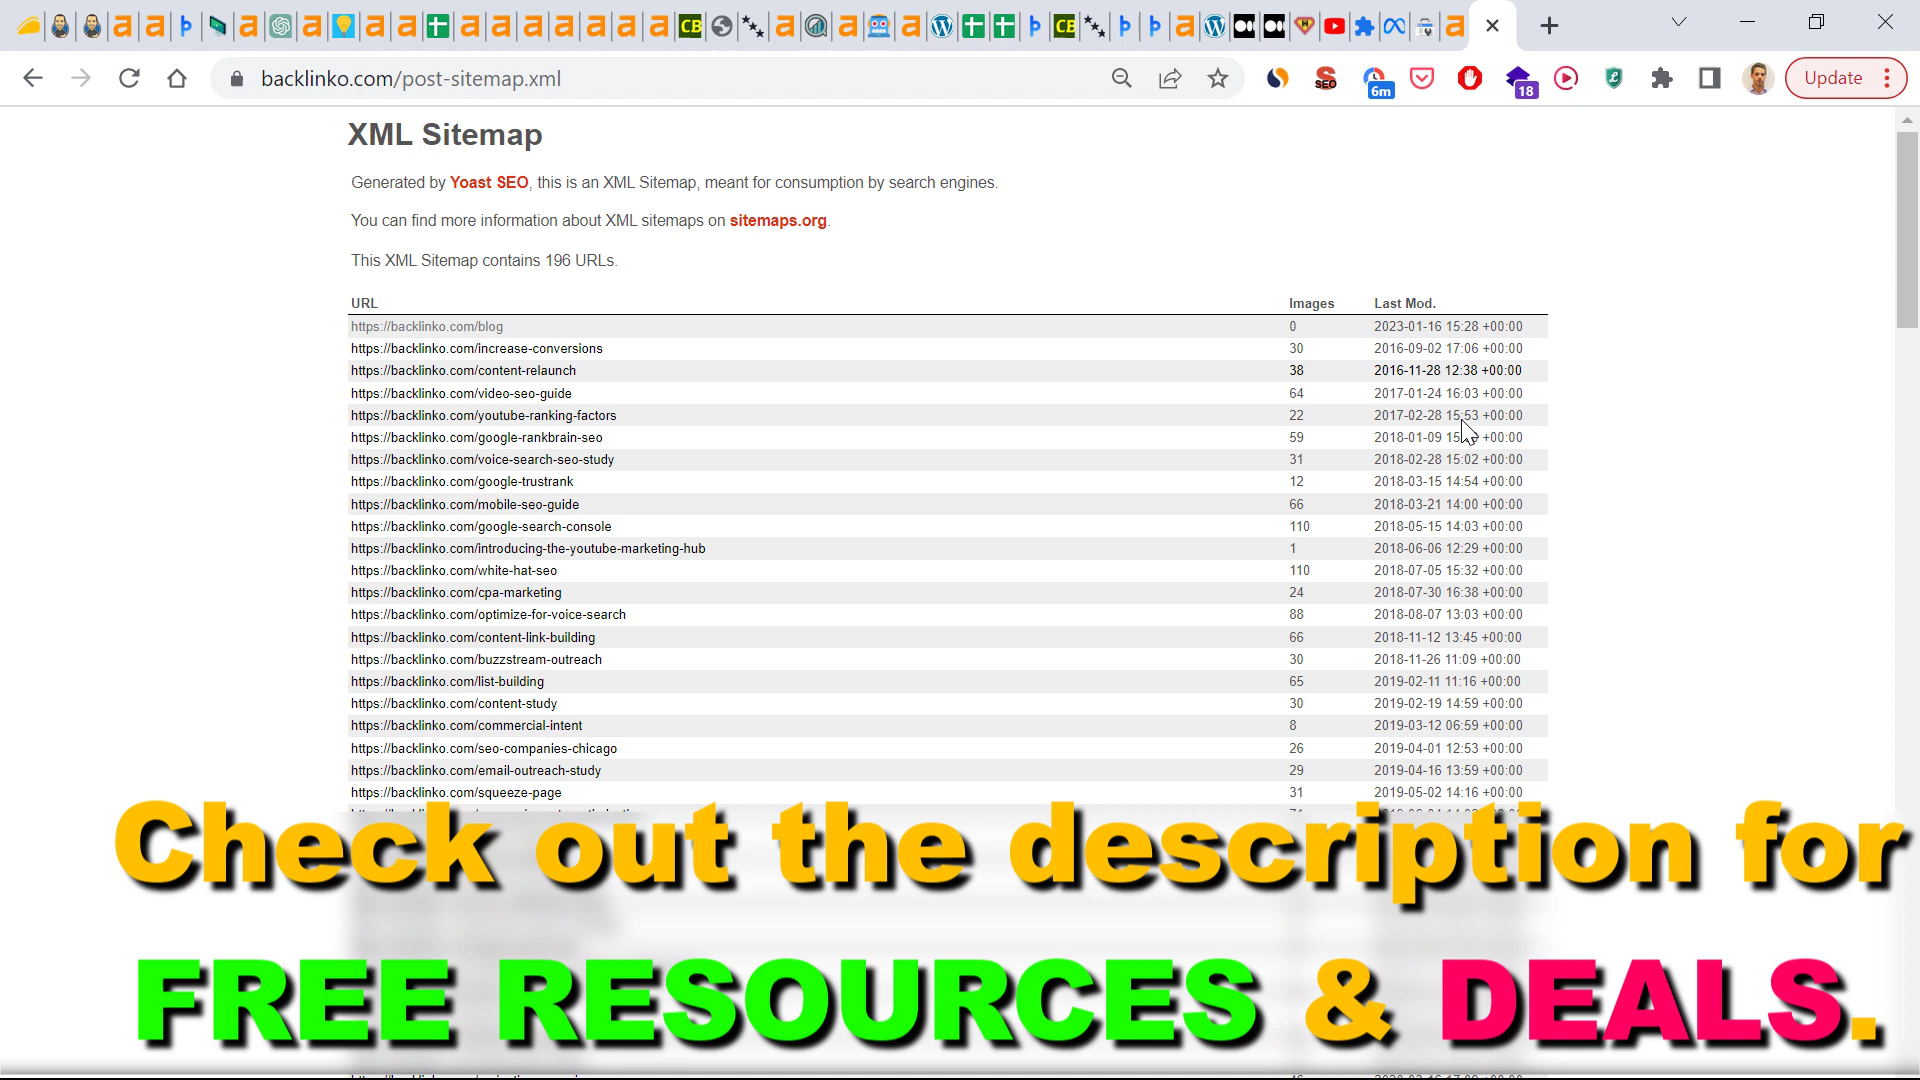 backlinko.com/post-sitemap.xml
SEO
6m
18
Update
XML Sitemap
Generated by Yoast SEO, this is an XML Sitemap, meant for consumption by search engines.
You can find more information about XML sitemaps on sitemaps.org.
This XML Sitemap contains 196 URLs.
URL Images Last Mod.
https://backlinko.com/blog 0 2023-01-16 15:28 +00:00
https://backlinko.com/increase-conversions 30 2016-09-02 17:06 +00:00
https://backlinko.com/content-relaunch 38 2016-11-28 12:38 +00:00
https://backlinko.com/video-seo-guide 64 2017-01-24 16:03 +00:00
https://backlinko.com/youtube-ranking-factors 22 2017-02-28 15:53 +00:00
https://backlinko.com/google-rankbrain-seo 59 2018-01-09 +00:00
https://backlinko.com/voice-search-seo-study 31 2018-02-28 15:02 +00:00
https://backlinko.com/google-trustrank 12 2018-03-15 14:54 +00:00
https://backlinko.com/mobile-seo-guide 66 2018-03-21 14:00 +00:00
https://backlinko.com/google-search-console 110 2018-05-15 14:03 +00:00
https://backlinko.com/introducing-the-youtube-marketing-hub 1 2018-06-06 12:29 +00:00
https://backlinko.com/white-hat-seo 110 2018-07-05 15:32 +00:00
https://backlinko.com/cpa-marketing 24 2018-07-30 16:38 +00:00
https://backlinko.com/optimize-for-voice-search 88 2018-08-07 13:03 +00:00
https://backlinko.com/content-link-building 66 2018-11-12 13:45 +00:00
https://backlinko.com/buzzstream-outreach 30 2018-11-26 11:09 +00:00
https://backlinko.com/list-building 65 2019-02-11 11:16 +00:00
https://backlinko.com/content-study 30 2019-02-19 14:59 +00:00
https://backlinko.com/commercial-intent 8 2019-03-12 06:59 +00:00
https://backlinko.com/seo-companies-chicago 26 2019-04-01 12:53 +00:00
https://backlinko.com/email-outreach-study 29 2019-04-16 13:59 +00:00
https://backlinko.com/squeeze-page 31 2019-05-02 14:16 +00:00
Check out the description for
FREE RESOURCES & DEALS.